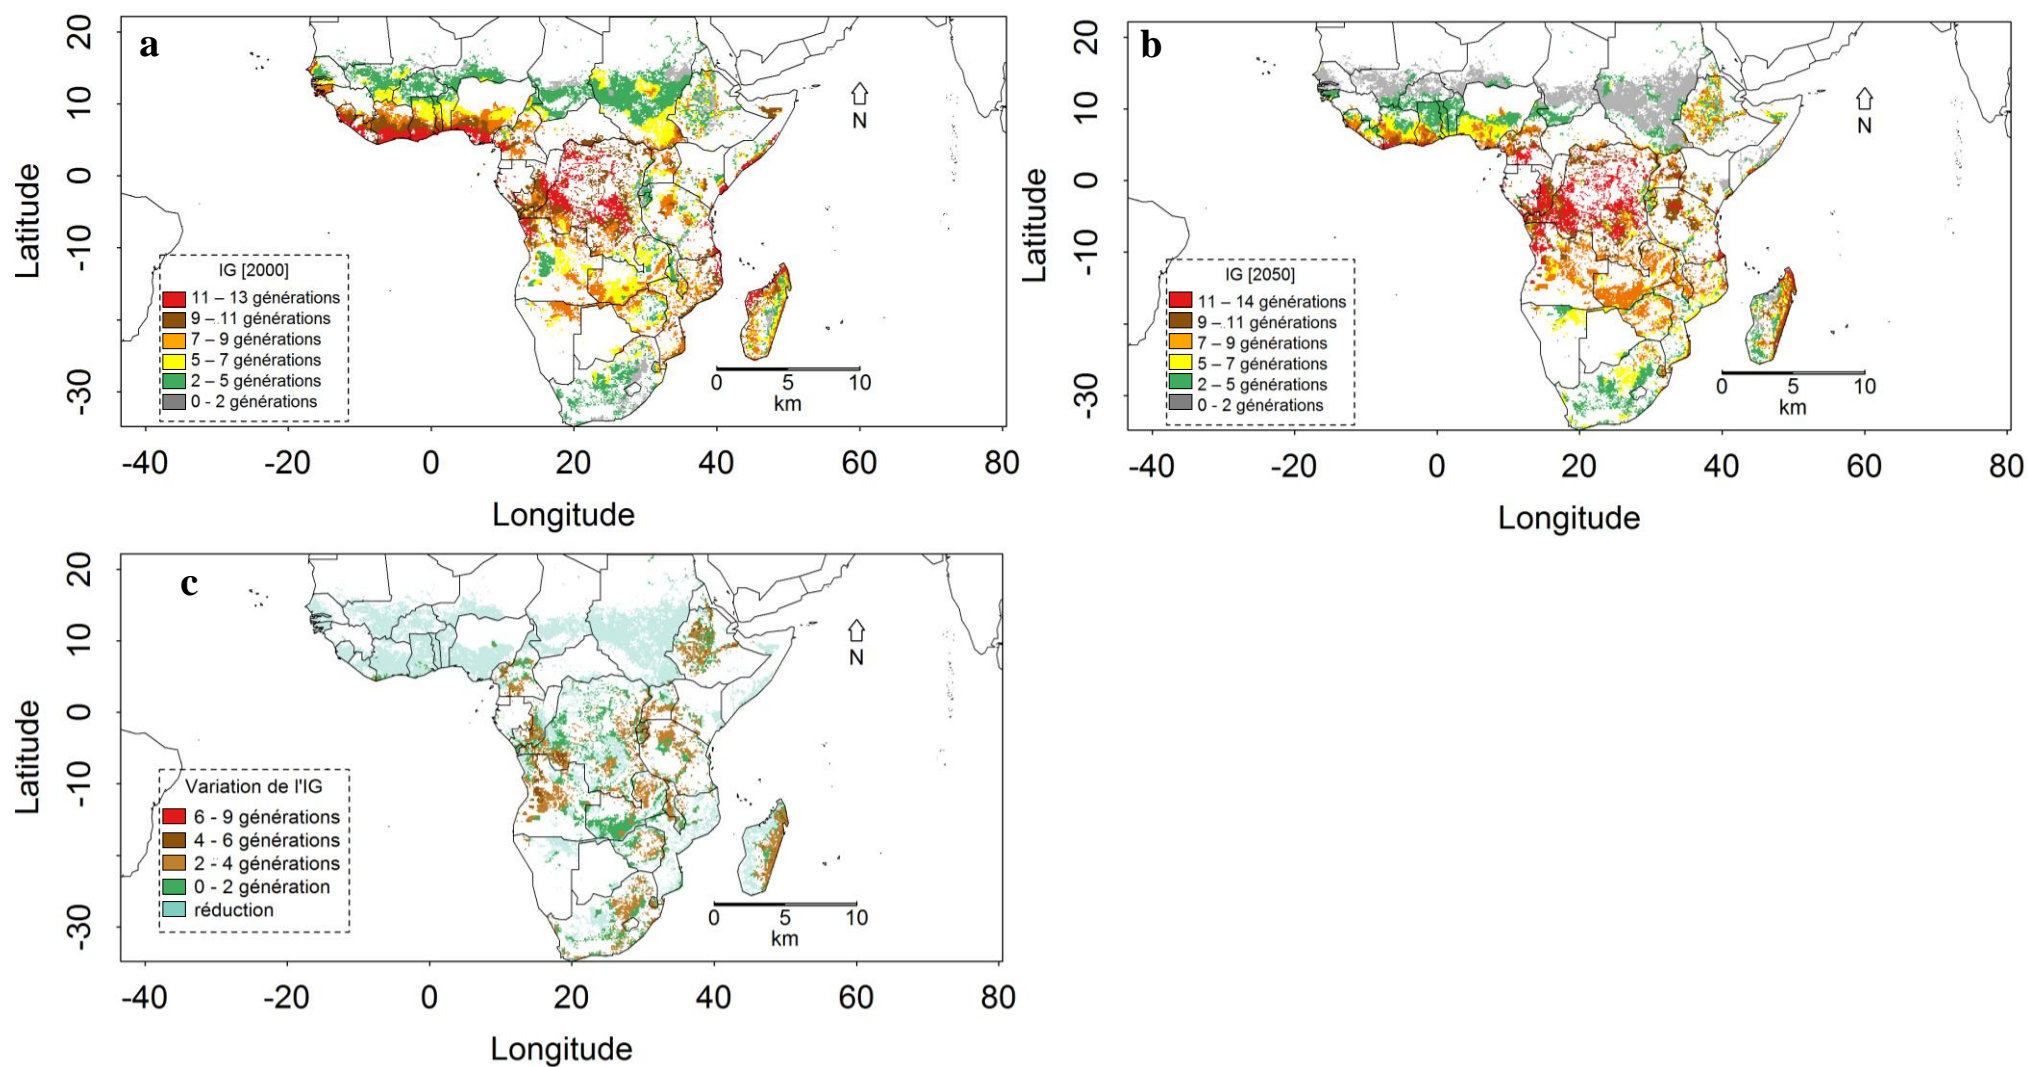 a
20
10
0
-10
-30
Latitude
IG [2000]
11 – 13 générations
9 – 11 générations
7 – 9 générations
5 – 7 générations
2 – 5 générations
0 - 2 générations
N
0 5 10
km
-40 -20 0 20 40 60 80
Longitude
b
20
10
0
-10
-30
Latitude
IG [2050]
11 – 14 générations
9 – 11 générations
7 – 9 générations
5 – 7 générations
2 – 5 générations
0 - 2 générations
N
0 5 10
km
-40 -20 0 20 40 60 80
Longitude
c
20
10
0
-10
-30
Latitude
Variation de l'IG
6 - 9 générations
4 - 6 générations
2 - 4 générations
0 - 2 génération
réduction
N
0 5 10
km
-40 -20 0 20 40 60 80
Longitude